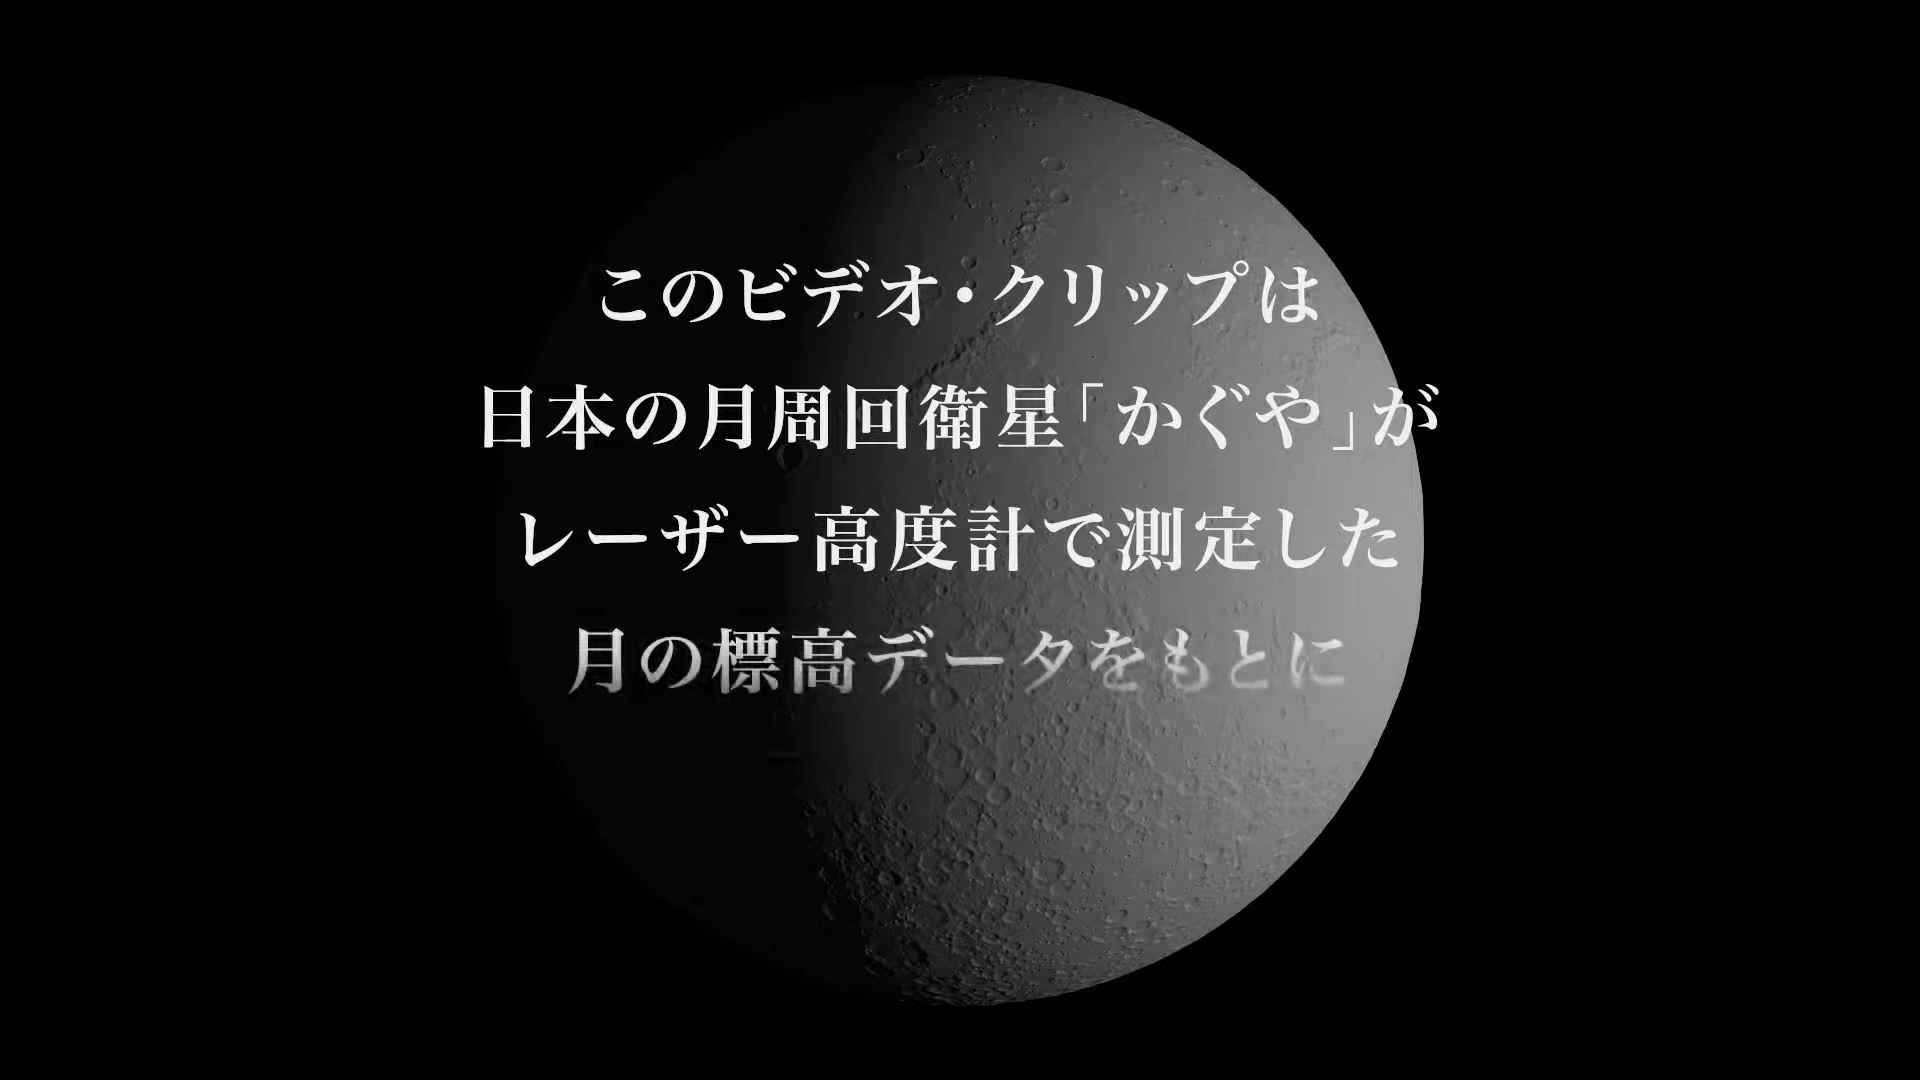 このビデオ・クリップは
日本の月周回衛星「かぐや」が
レーザー高度計で測定した
月の標高データをもとに